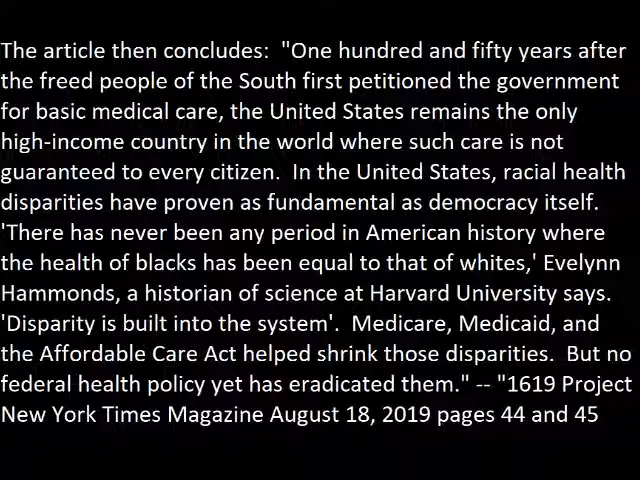 The article then concludes:  "One hundred and fifty years after
the freed people of the South first petitioned the government
for basic medical care, the United States remains the only
high-income country in the world where such care is not
guaranteed to every citizen.  In the United States, racial health
disparities have proven as fundamental as democracy itself.
'There has never been any period in American history where
the health of blacks has been equal to that of whites,' Evelynn
Hammonds, a historian of science at Harvard University says.
'Disparity is built into the system'.  Medicare, Medicaid, and
the Affordable Care Act helped shrink those disparities.  But no
federal health policy yet has eradicated them." -- "1619 Project
New York Times Magazine August 18, 2019 pages 44 and 45